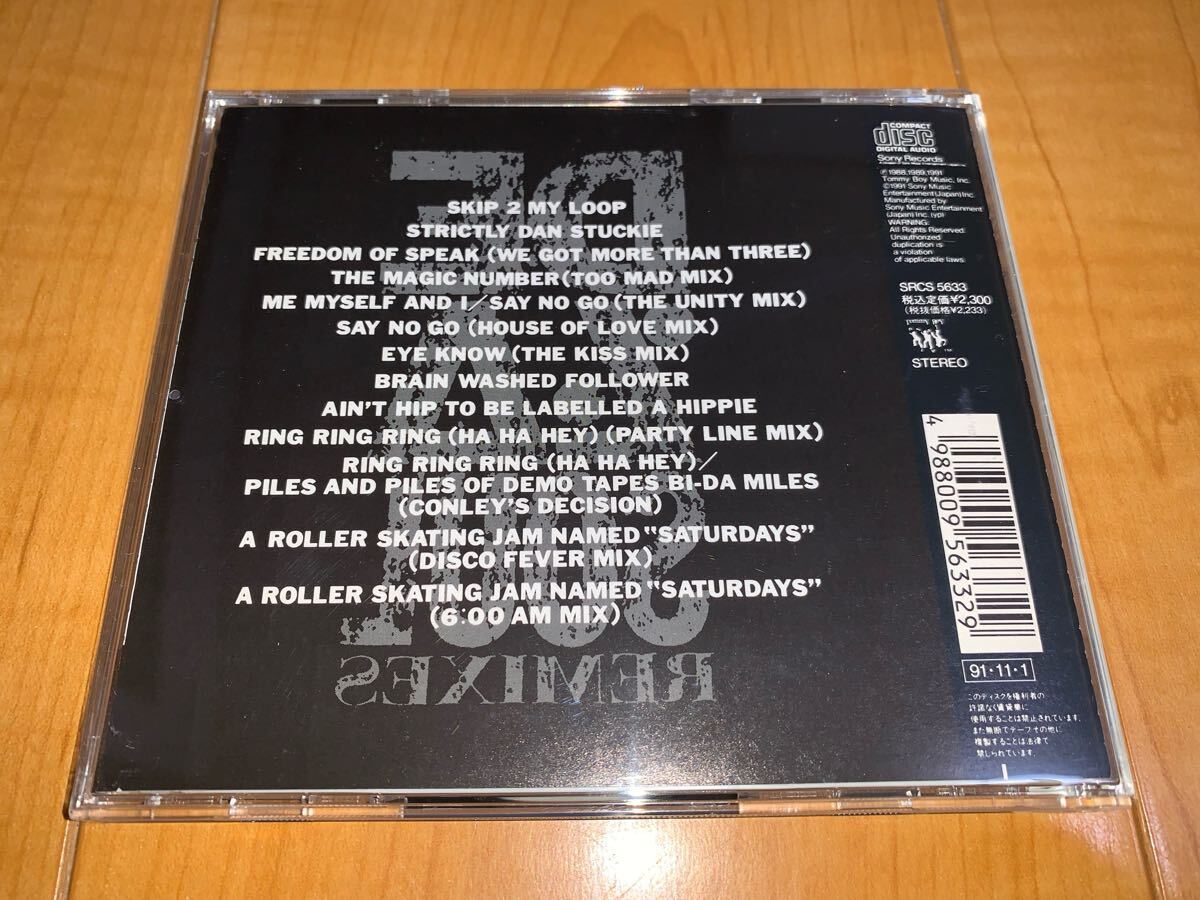 SKIP 2 MY LOOP
STRICTLY DAN STUCKIE
FREEDOM OF SPEAK (WE GOT MORE THAN THREE)
THE MAGIC NUMBER (TOO MAD MIX)
ME MYSELF AND I/SAY NO GO (THE UNITY MIX)
SAY NO GO (HOUSE OF LOVE MIX)
EYE KNOW (THE KISS MIX)
BRAIN WASHED FOLLOWER
AIN'T HIP TO BE LABELLED A HIPPIE
RING RING RING (HA HA HEY) (PARTY LINE MIX)
RING RING RING (HA HA HEY)/
PILES AND PILES OF DEMO TAPES BI-DA MILES
(CONLEY'S DECISION)
A ROLLER SKATING JAM NAMED "SATURDAYS"
(DISCO FEVER MIX)
A ROLLER SKATING JAM NAMED "SATURDAYS"
(6:00 AM MIX)
DE
LA
SOUL
REMIXES
COMPACT
disc
DIGITAL AUDIO
Sony Records
℗1988,1989,1991
Tommy Boy Music, Inc.
©1991 Sony Music
Entertainment (Japan) Inc.
Manufactured by
Sony Music Entertainment
(Japan) Inc. (yp)
WARNING:
All Rights Reserved.
Unauthorized
duplication is
a violation
of applicable laws.
SRCS 5633
税込定価¥2,300
(税抜価格¥2,233)
tommy boy
STEREO
4 988009 563329
91・11・1
このディスクを権利者の
許諾なく賃貸業に
使用することは禁止されています。
また無断でテープその他に
複製することは法律で
禁じられています。